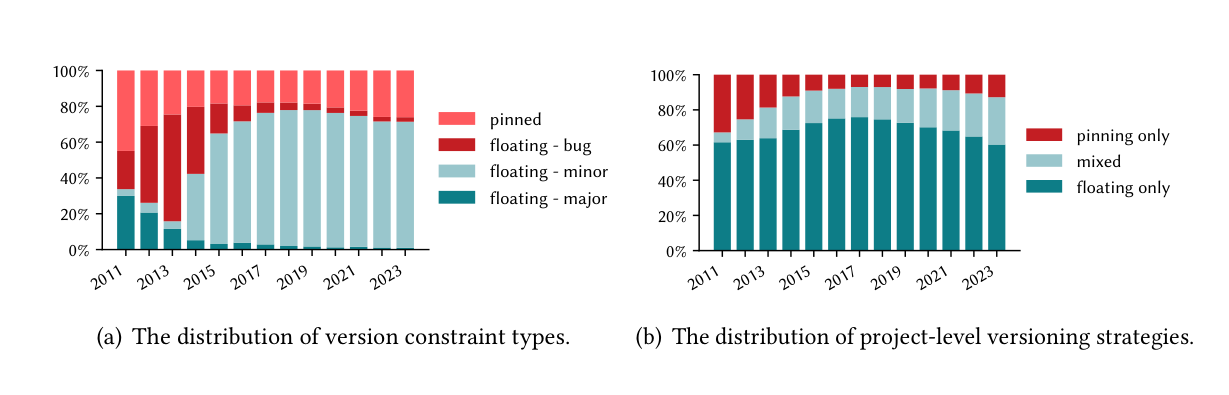 100%
80%
60%
40%
20%
0%
2011
2013
2015
2017
2019
2021
2023
pinned
floating - bug
floating - minor
floating - major
(a) The distribution of version constraint types.
100%
80%
60%
40%
20%
0%
2011
2013
2015
2017
2019
2021
2023
pinning only
mixed
floating only
(b) The distribution of project-level versioning strategies.